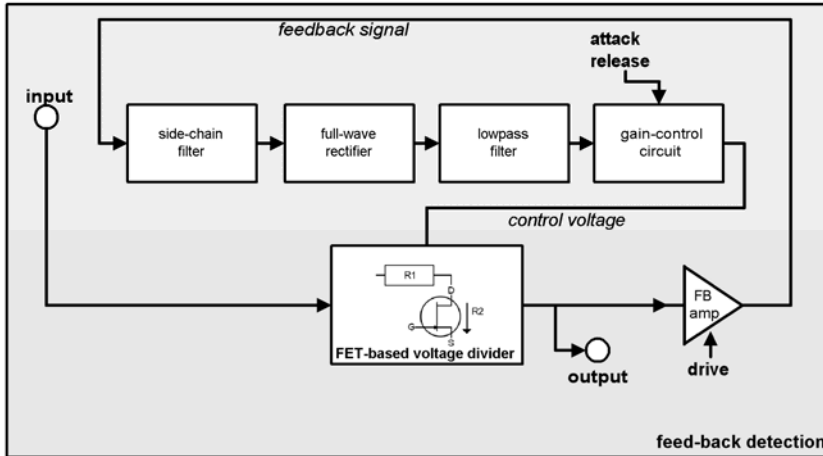 feedback signal
attack
release
input
side-chain
filter
full-wave
rectifier
lowpass
filter
gain-control
circuit
control voltage
R1
D
R2
G
S
FET-based voltage divider
FB
amp
output
drive
feed-back detection